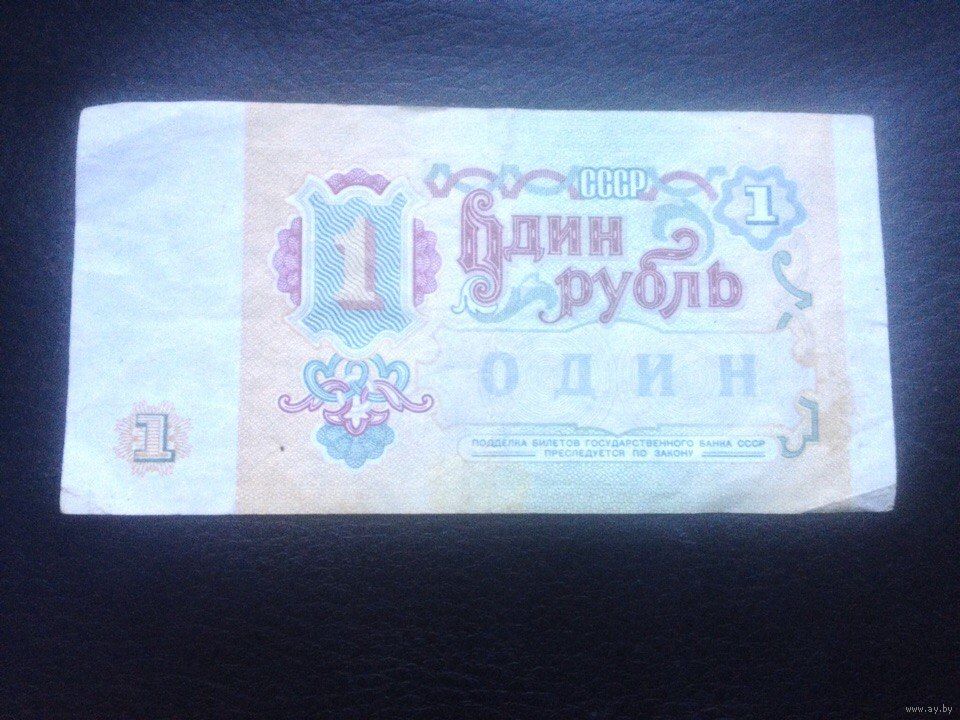 СССР
1
Один
рубль
1
ОДИН
1
ПОДДЕЛКА БИЛЕТОВ ГОСУДАРСТВЕННОГО БАНКА СССР
ПРЕСЛЕДУЕТСЯ ПО ЗАКОНУ
www.ay.by